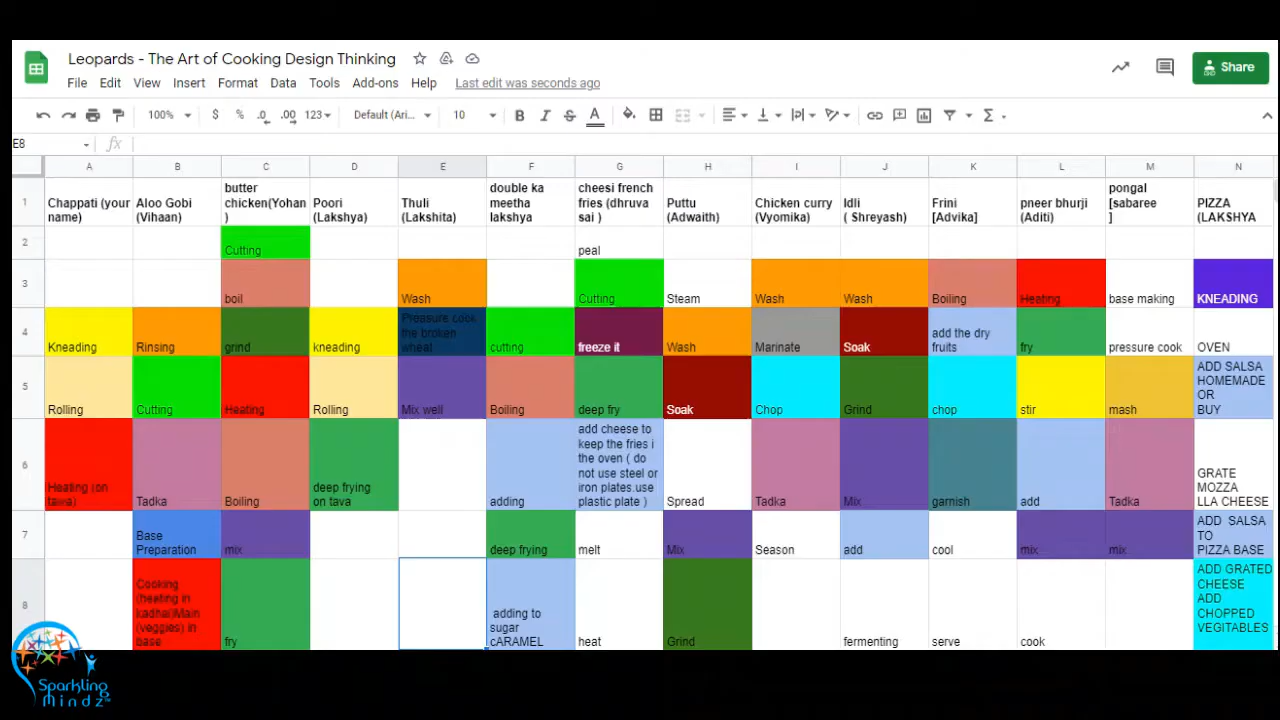 Leopards - The Art of Cooking Design Thinking
File Edit View Insert Format Data Tools Add-ons Help Last edit was seconds ago
Share
100% $ % .0 .00 123 Default (Ari... 10 B I S A
E8 fx
A B C D E F G H I J K L M N
1
Chappati (your
name)
Aloo Gobi
(Vihaan)
butter
chicken(Yohan
)
Poori
(Lakshya)
Thuli
(Lakshita)
double ka
meetha
lakshya
cheesi french
fries (dhruva
sai )
Puttu
(Adwaith)
Chicken curry
(Vyomika)
Idli
( Shreyash)
Frini
[Advika]
pneer bhurji
(Aditi)
pongal
[sabaree
]
PIZZA
(LAKSHYA
2
Cutting
peal
3
boil
Wash
Cutting
Steam
Wash
Wash
Boiling
Heating
base making
KNEADING
4
Kneading
Rinsing
grind
kneading
Pleasure cook
the broken
wheat
cutting
freeze it
Wash
Marinate
Soak
add the dry
fruits
fry
pressure cook
OVEN
5
Rolling
Cutting
Heating
Rolling
Mix well
Boiling
deep fry
Soak
Chop
Grind
chop
stir
mash
ADD SALSA
HOMEMADE
OR
BUY
6
Heating (on
tawa)
Tadka
Boiling
deep frying
on tava
adding
add cheese to
keep the fries i
the oven ( do
not use steel or
iron plates.use
plastic plate )
Spread
Tadka
Mix
garnish
add
Tadka
GRATE
MOZZA
LLA CHEESE
7
Base
Preparation
mix
deep frying
melt
Mix
Season
add
cool
mix
mix
ADD SALSA
TO
PIZZA BASE
8
Cooking
(heating in
kadhai)Main
(veggies) in
base
fry
adding to
sugar
cARAMEL
heat
Grind
fermenting
serve
cook
ADD GRATED
CHEESE
ADD
CHOPPED
VEGITABLES
Sparkling
Mindz